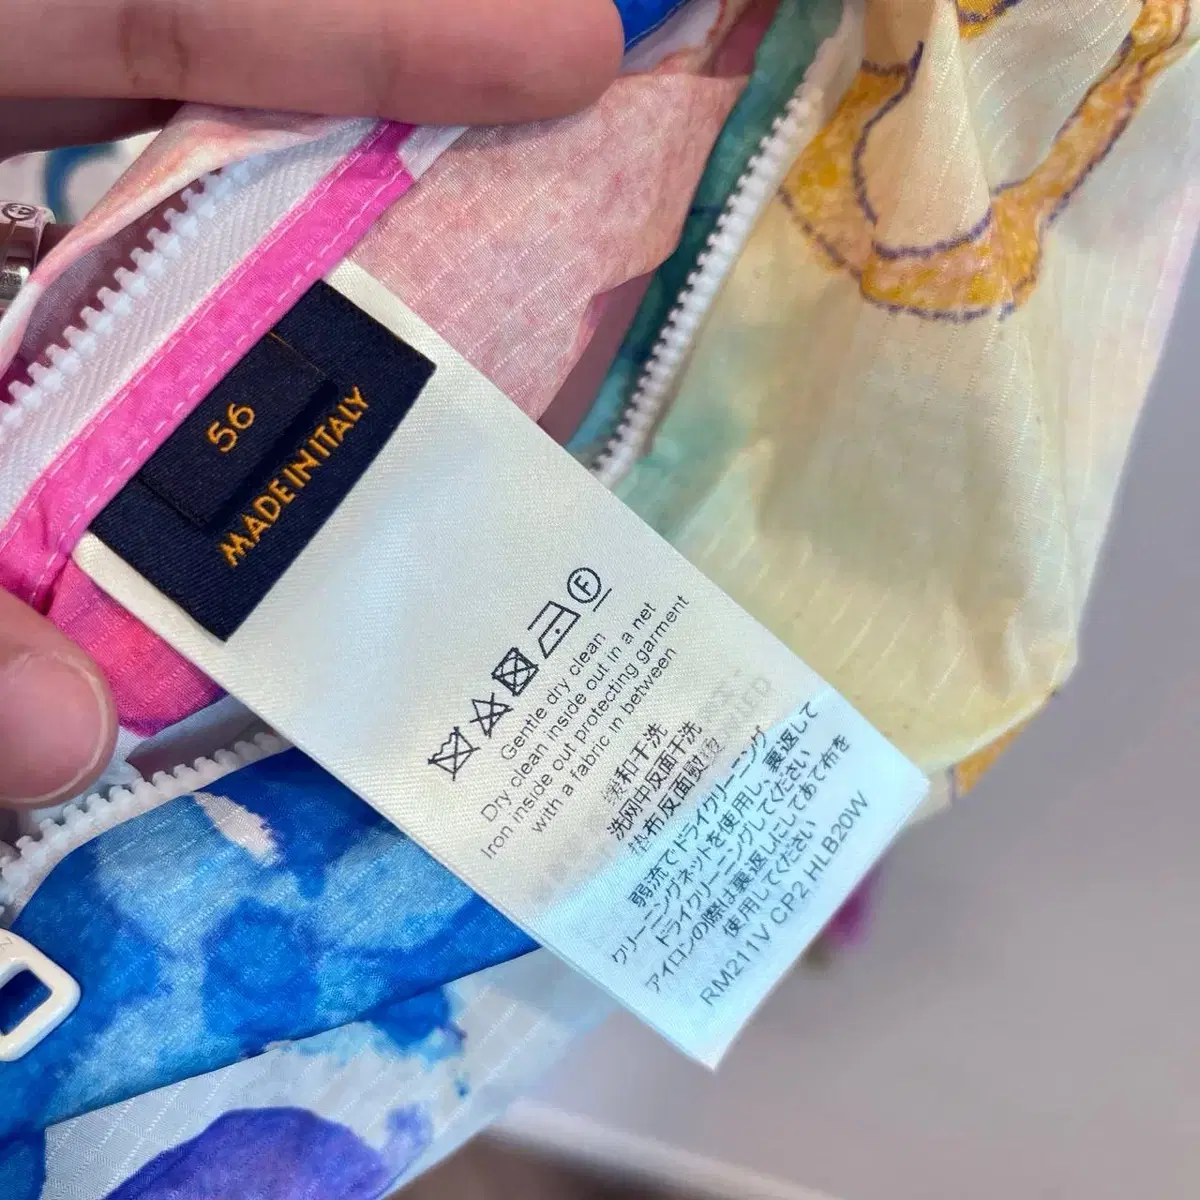 56
MADE IN ITALY
F
Gentle dry clean
Dry clean inside out in a net
Iron inside out protecting garment
with a fabric in between
缓和干洗
洗网中反面干洗
垫布反面熨烫
弱流でドライクリーニング
クリーニングネットを使用し、裏返して
ドライクリーニングしてください
アイロンの際は裏返しにしてあて布を
使用してください
RM211V CP2 HLB20W